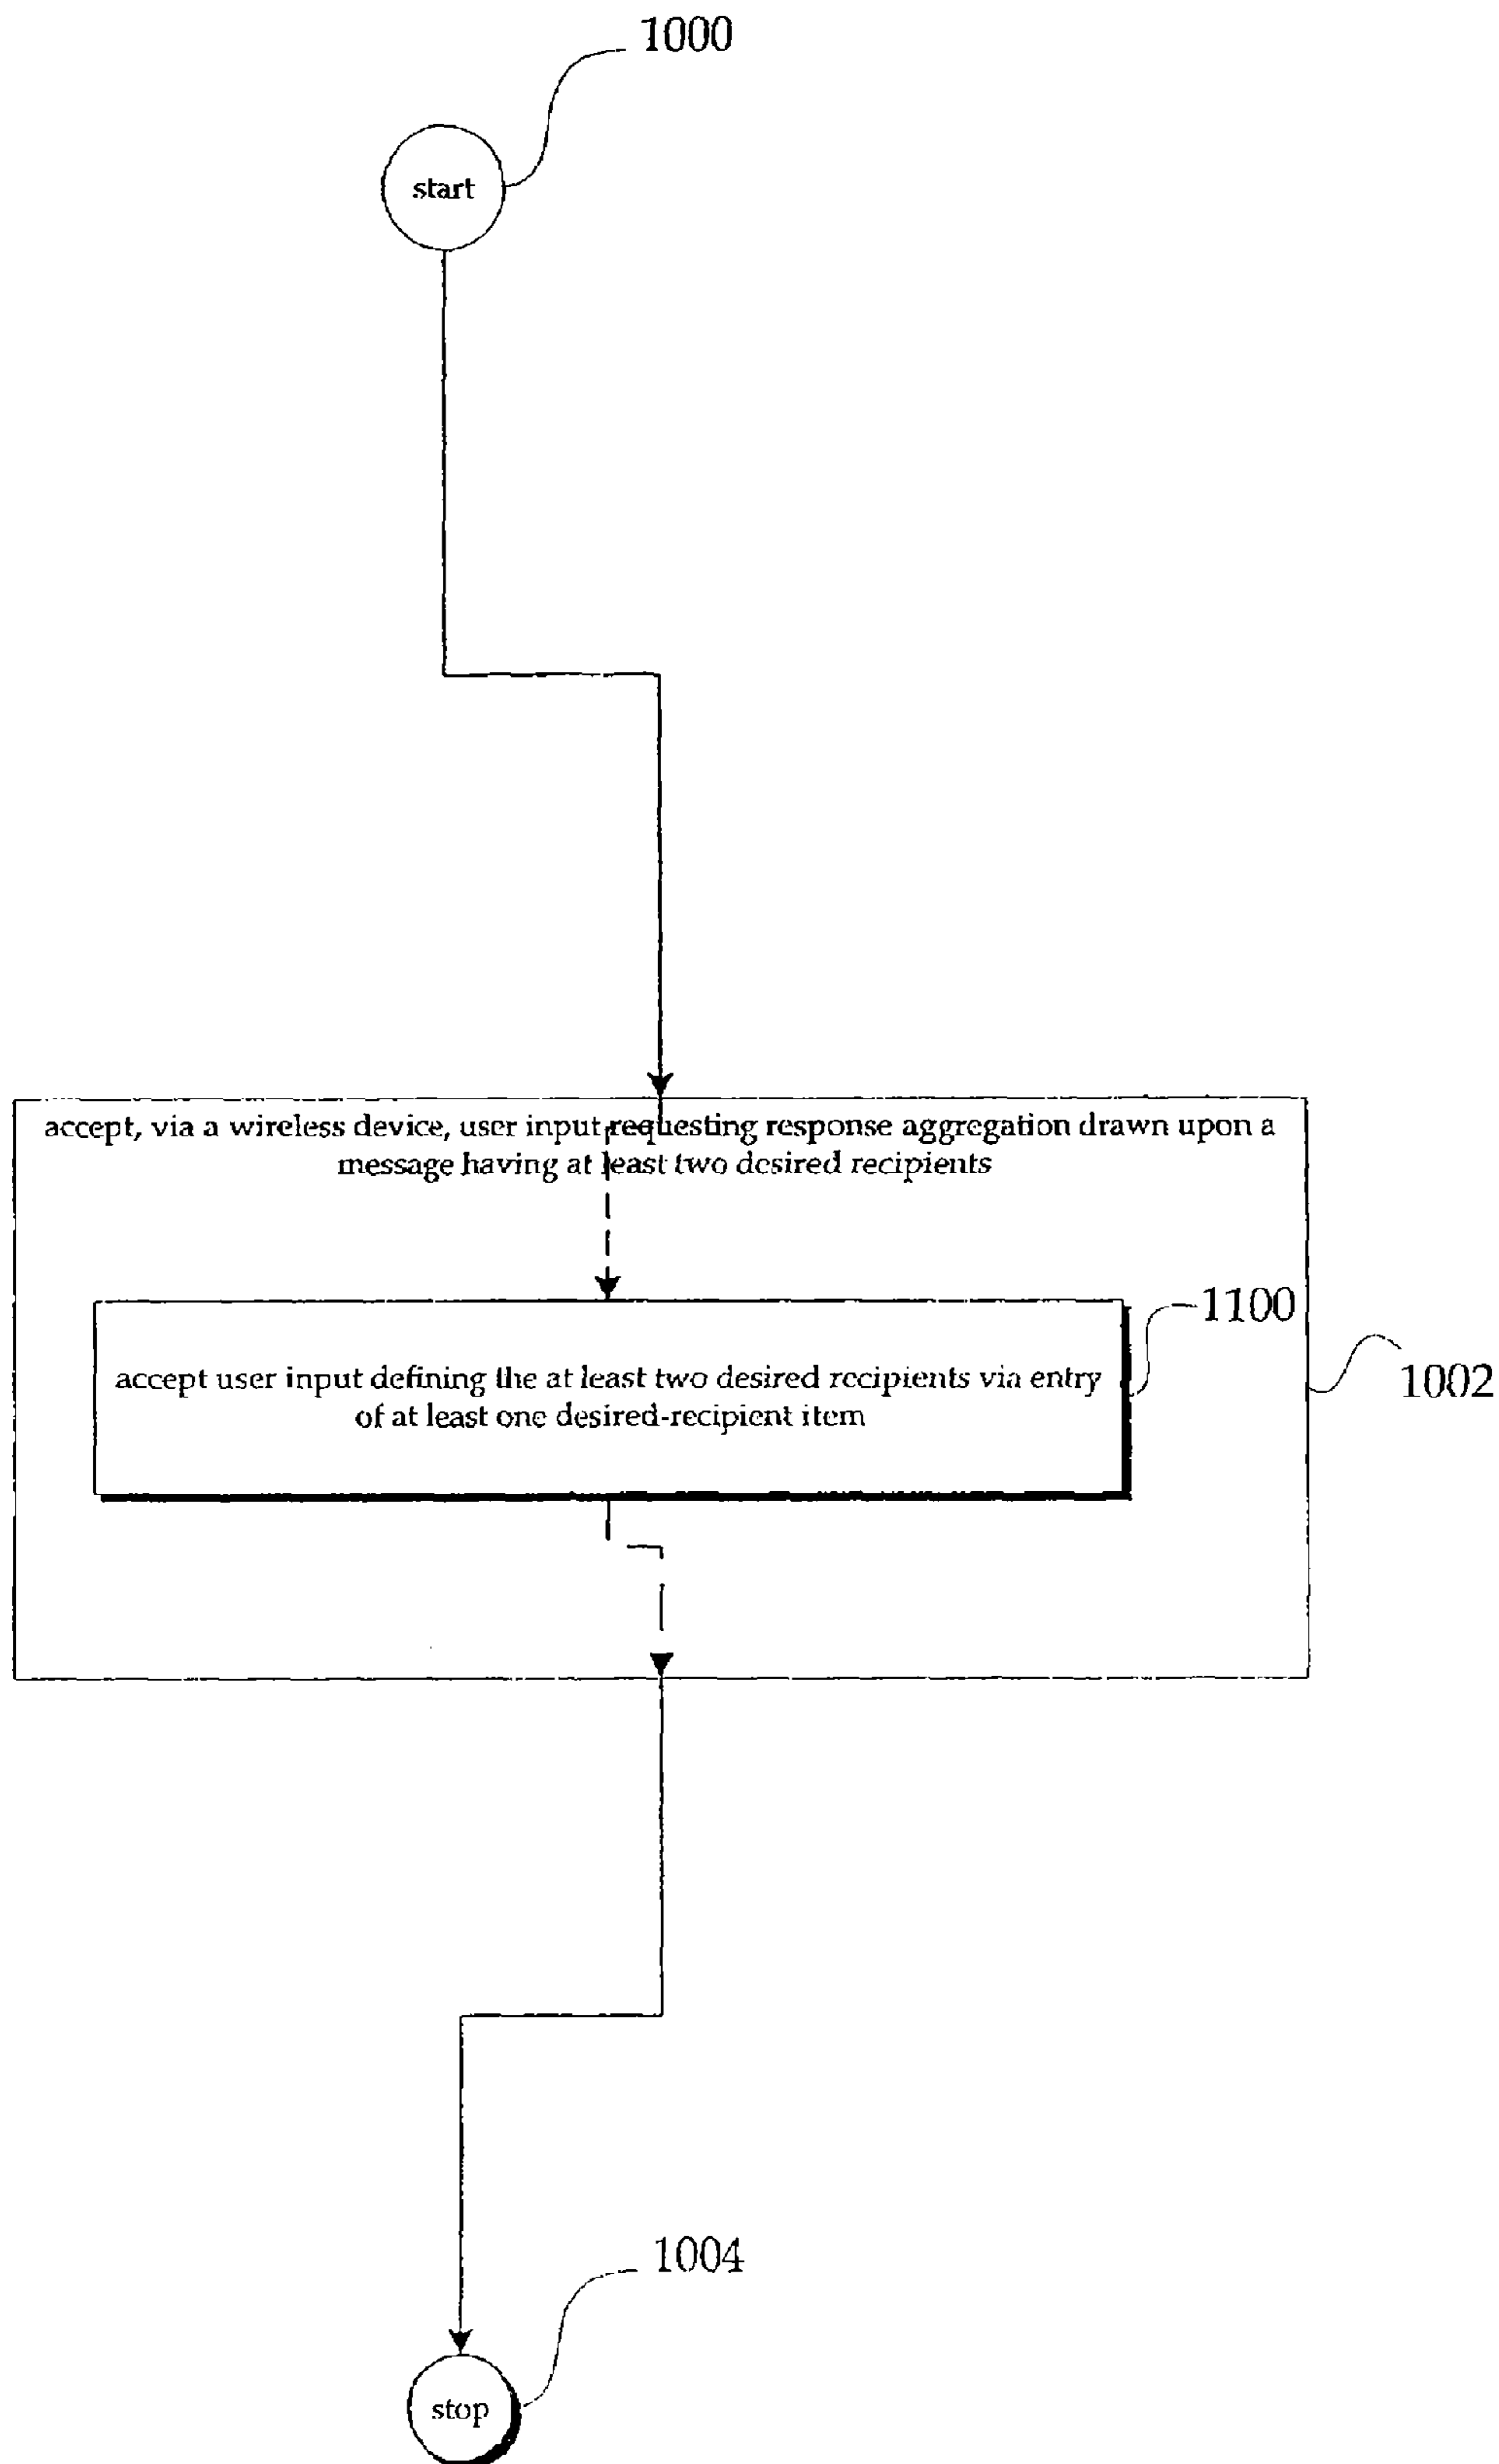 1000
start
accept, via a wireless device, user input requesting response aggregation drawn upon a
message having at least two desired recipients
1100
accept user input defining the at least two desired recipients via entry
of at least one desired-recipient item
1002
1004
stop